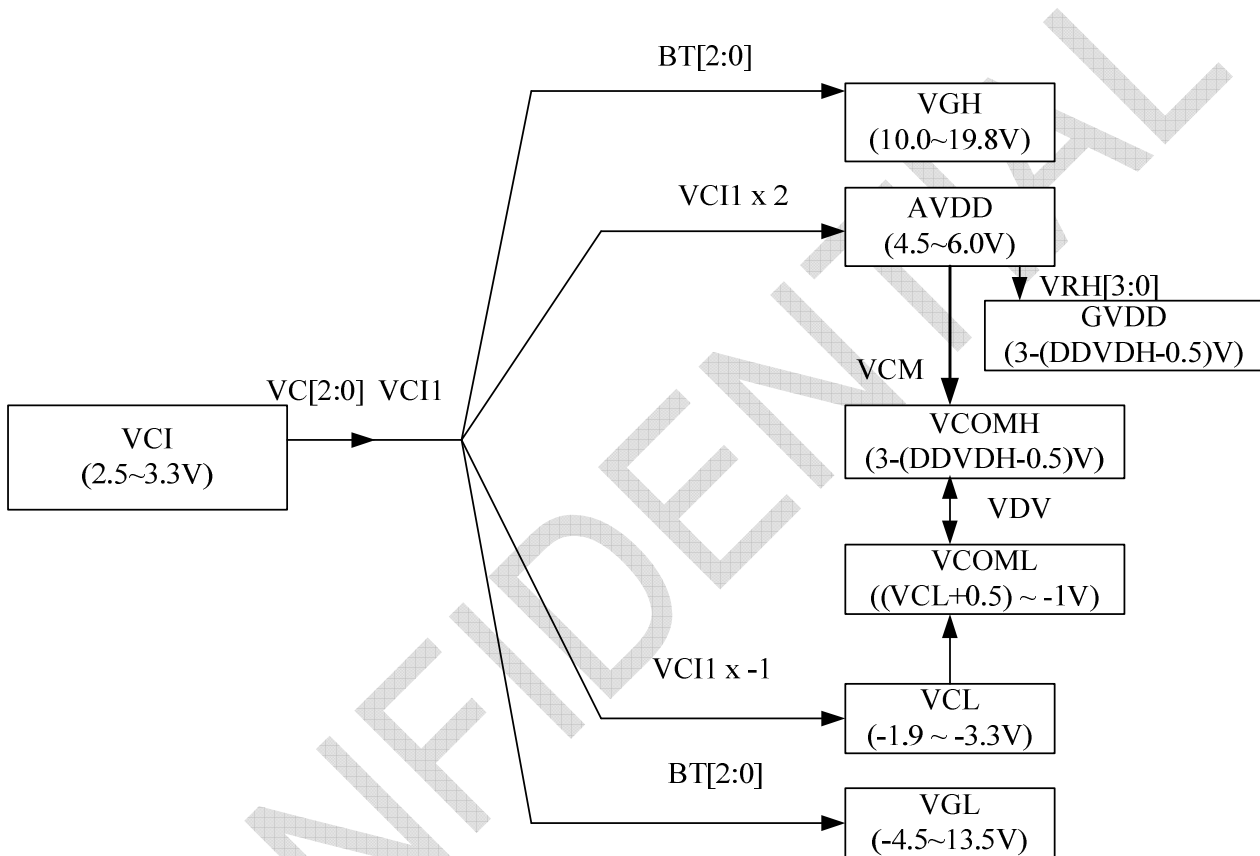 BT[2:0]
VGH
(10.0~19.8V)
VCI1 x 2
AVDD
(4.5~6.0V)
VRH[3:0]
GVDD
(3-(DDVDH-0.5)V)
VCM
VC[2:0] VCI1
VCI
(2.5~3.3V)
VCOMH
(3-(DDVDH-0.5)V)
VDV
VCOML
((VCL+0.5) ~ -1V)
VCI1 x -1
VCL
(-1.9 ~ -3.3V)
BT[2:0]
VGL
(-4.5~13.5V)
NFIDENTIAL